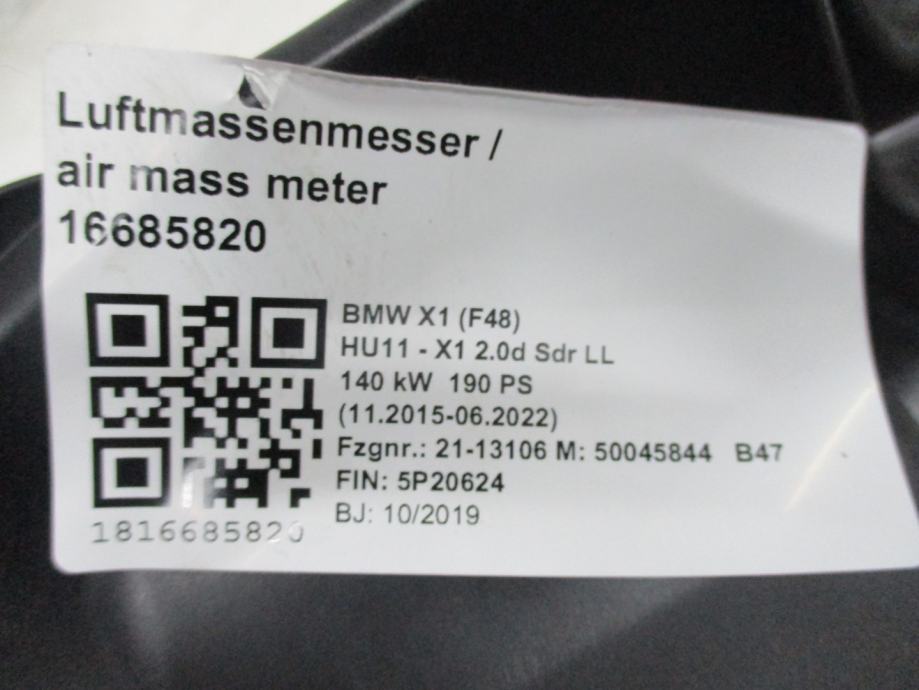 Luftmassenmesser /
air mass meter
16685820
BMW X1 (F48)
HU11 - X1 2.0d Sdr LL
140 kW 190 PS
(11.2015-06.2022)
Fzgnr.: 21-13106 M: 50045844 B47
FIN: 5P20624
BJ: 10/2019
1816685820